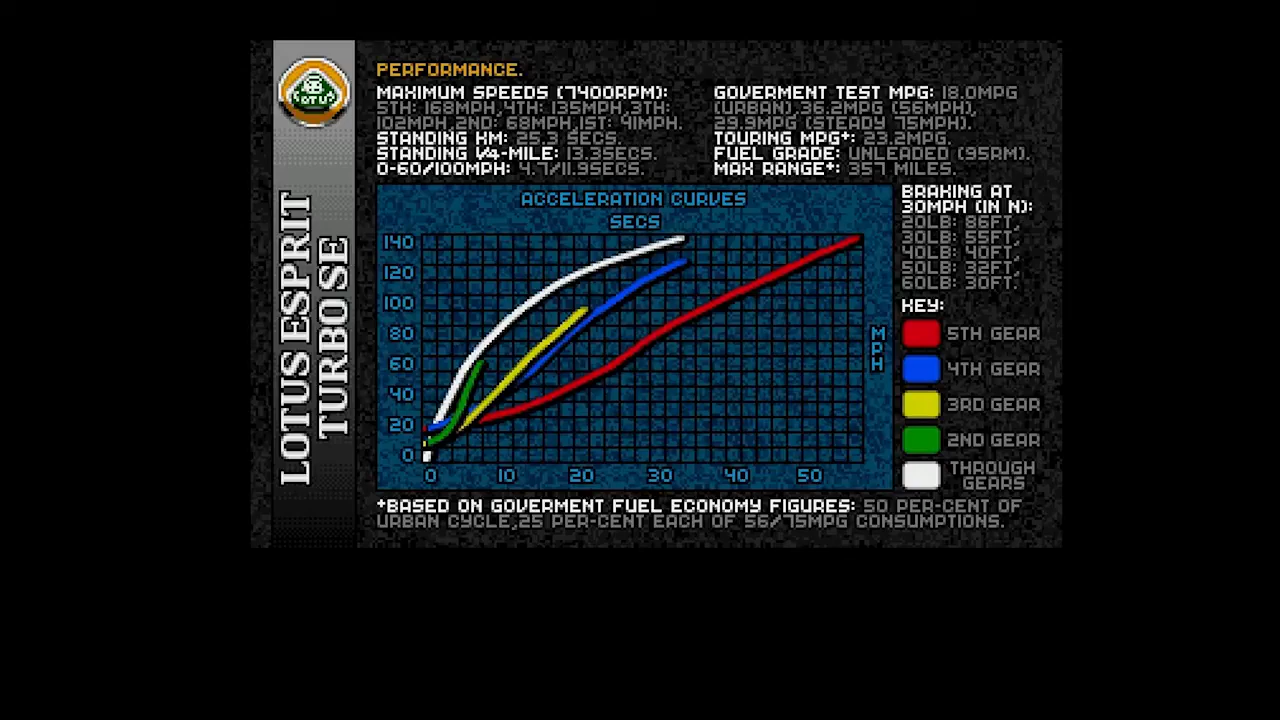 LOTUS
LOTUS ESPRIT
TURBO SE
PERFORMANCE.
MAXIMUM SPEEDS (7400RPM):
5TH: 168MPH,4TH: 135MPH,3TH:
102MPH,2ND: 68MPH,1ST: 41MPH.
STANDING KM: 25.3 SECS.
STANDING 1/4-MILE: 13.3SECS.
0-60/100MPH: 4.7/11.9SECS.
GOVERMENT TEST MPG: 18.0MPG
(URBAN),36.2MPG (56MPH),
29.9MPG (STEADY 75MPH).
TOURING MPG*: 23.2MPG.
FUEL GRADE: UNLEADED (95RM).
MAX RANGE*: 357 MILES.
ACCELERATION CURVES
SECS
140
120
100
80
60
40
20
0
0 10 20 30 40 50
MPH
BRAKING AT
30MPH (IN N):
20LB: 86FT,
30LB: 55FT,
40LB: 40FT,
50LB: 32FT,
60LB: 30FT.
KEY:
5TH GEAR
4TH GEAR
3RD GEAR
2ND GEAR
THROUGH
GEARS
*BASED ON GOVERMENT FUEL ECONOMY FIGURES: 50 PER-CENT OF
URBAN CYCLE,25 PER-CENT EACH OF 56/75MPG CONSUMPTIONS.